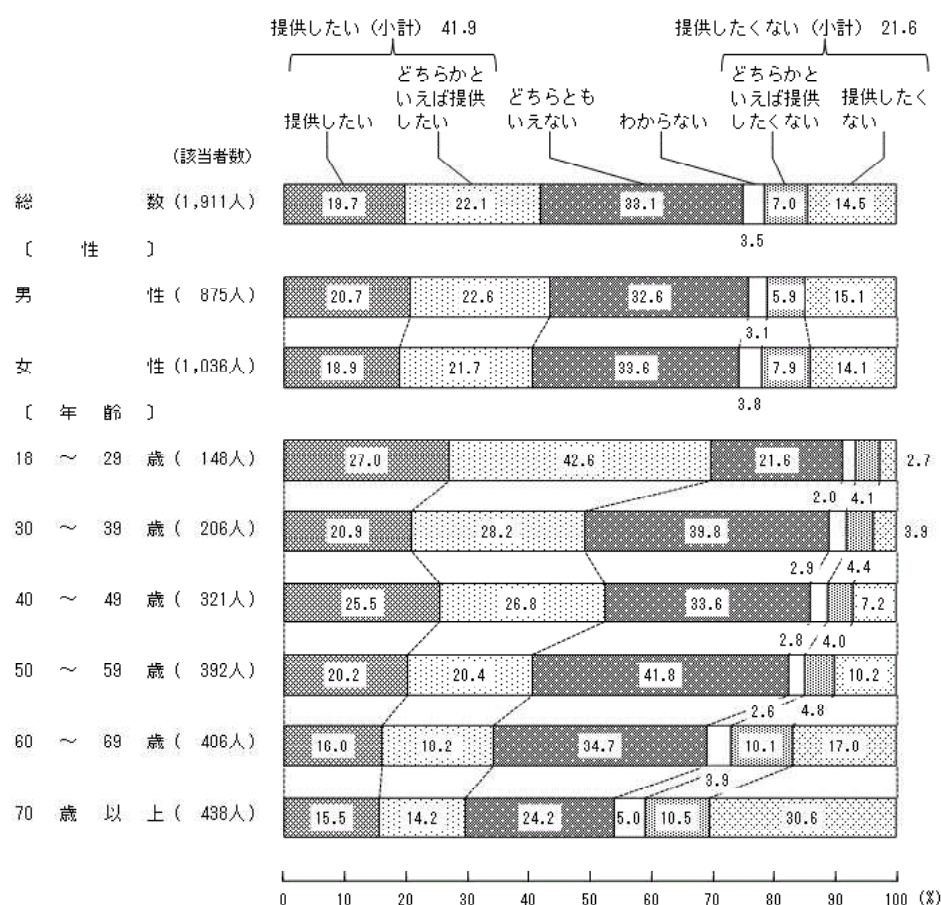 提供したい（小計） 41.9　提供したくない（小計） 21.6
提供したい
どちらかと
いえば提供
したい
どちらとも
いえない
わからない
どちらかと
いえば提供
したくない
提供したく
ない
(該当者数)
総　数 (1,911人) 19.7 22.1 33.1 7.0 14.5
3.5
〔 性 〕
男　性 ( 875人) 20.7 22.6 32.6 5.9 15.1
3.1
女　性 (1,036人) 18.9 21.7 33.6 7.9 14.1
3.8
〔 年 齢 〕
18 ～ 29 歳 ( 148人) 27.0 42.6 21.6 2.7
2.0 4.1
30 ～ 39 歳 ( 206人) 20.9 28.2 39.8 3.9
2.9 4.4
40 ～ 49 歳 ( 321人) 25.5 26.8 33.6 7.2
2.8 4.0
50 ～ 59 歳 ( 392人) 20.2 20.4 41.8 10.2
2.6 4.8
60 ～ 69 歳 ( 406人) 16.0 18.2 34.7 10.1 17.0
3.9
70 歳 以 上 ( 438人) 15.5 14.2 24.2 5.0 10.5 30.6
0 10 20 30 40 50 60 70 80 90 100 (%)